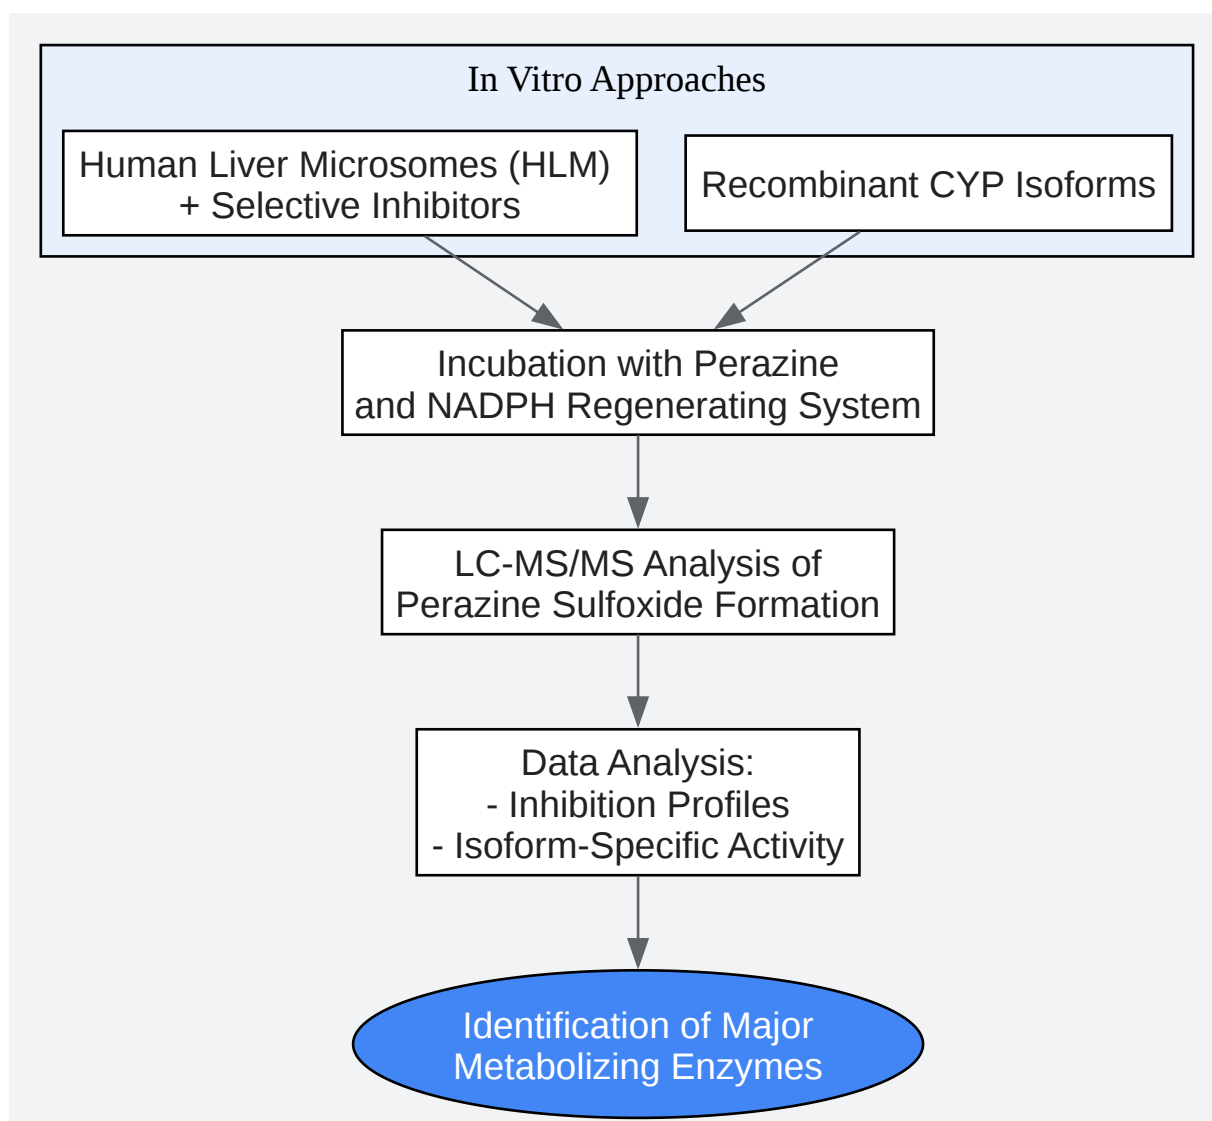 In Vitro Approaches
Human Liver Microsomes (HLM)
+ Selective Inhibitors
Recombinant CYP Isoforms
Incubation with Perazine
and NADPH Regenerating System
LC-MS/MS Analysis of
Perazine Sulfoxide Formation
Data Analysis:
- Inhibition Profiles
- Isoform-Specific Activity
Identification of Major
Metabolizing Enzymes